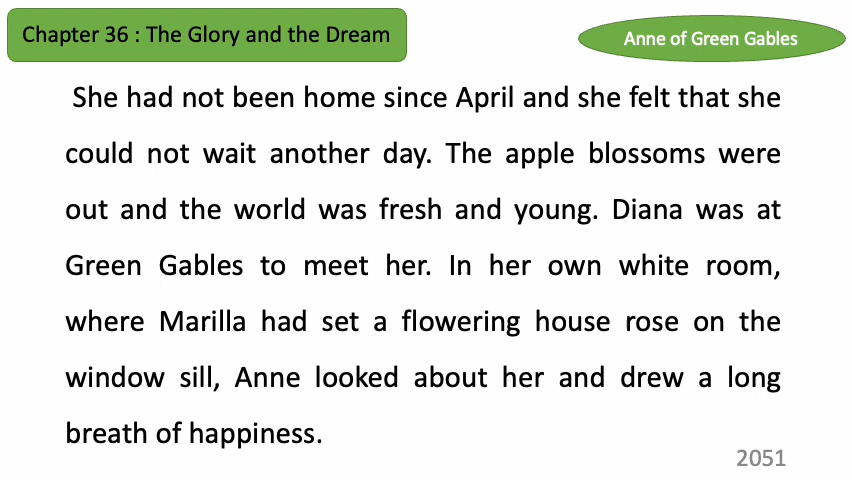 Chapter 36 : The Glory and the Dream
Anne of Green Gables
She had not been home since April and she felt that she
could not wait another day. The apple blossoms were
out and the world was fresh and young. Diana was at
Green Gables to meet her. In her own white room,
where Marilla had set a flowering house rose on the
window sill, Anne looked about her and drew a long
breath of happiness.
2051